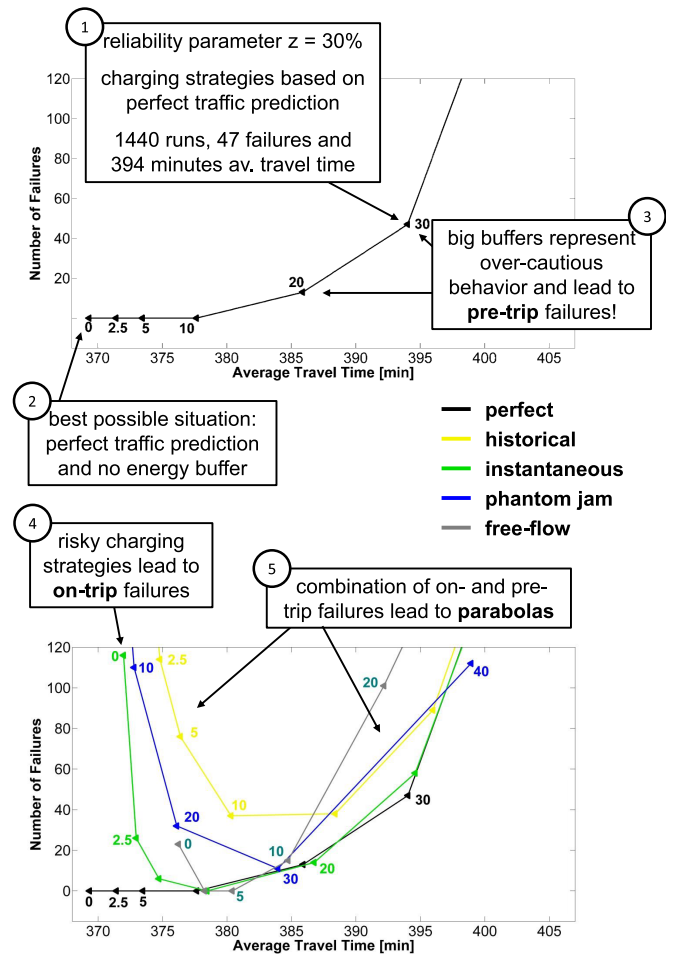 1
reliability parameter z = 30%
charging strategies based on
perfect traffic prediction
1440 runs, 47 failures and
394 minutes av. travel time
120
100
80
60
40
20
Number of Failures
30
20
0
2.5
5
10
3
big buffers represent
over-cautious
behavior and lead to
pre-trip failures!
370
375
380
385
390
395
400
405
Average Travel Time [min]
2
best possible situation:
perfect traffic prediction
and no energy buffer
perfect
historical
instantaneous
phantom jam
free-flow
4
risky charging
strategies lead to
on-trip failures
5
combination of on- and pre-
trip failures lead to parabolas
120
100
80
60
40
20
0
Number of Failures
0
10
2.5
20
40
5
30
20
10
2.5
0
10
30
20
5
0
2.5
5
370
375
380
385
390
395
400
405
Average Travel Time [min]